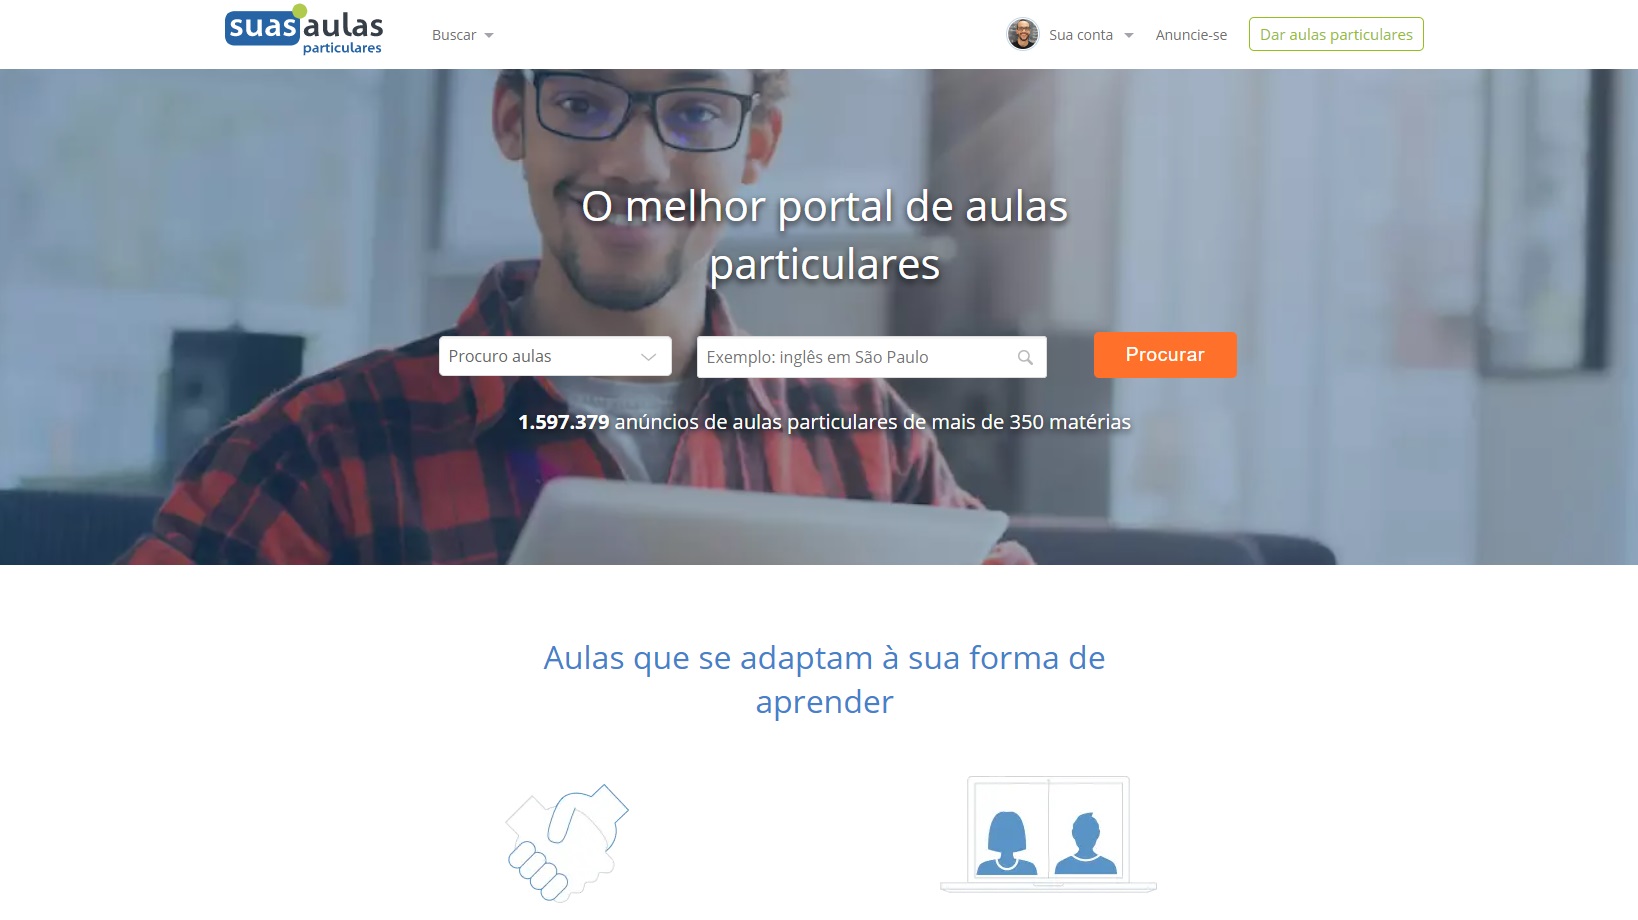 suasaulas
particulares
Buscar
Sua conta
Anuncie-se
Dar aulas particulares
O melhor portal de aulas
particulares
Procuro aulas
Exemplo: inglês em São Paulo
Procurar
1.597.379 anúncios de aulas particulares de mais de 350 matérias
Aulas que se adaptam à sua forma de
aprender